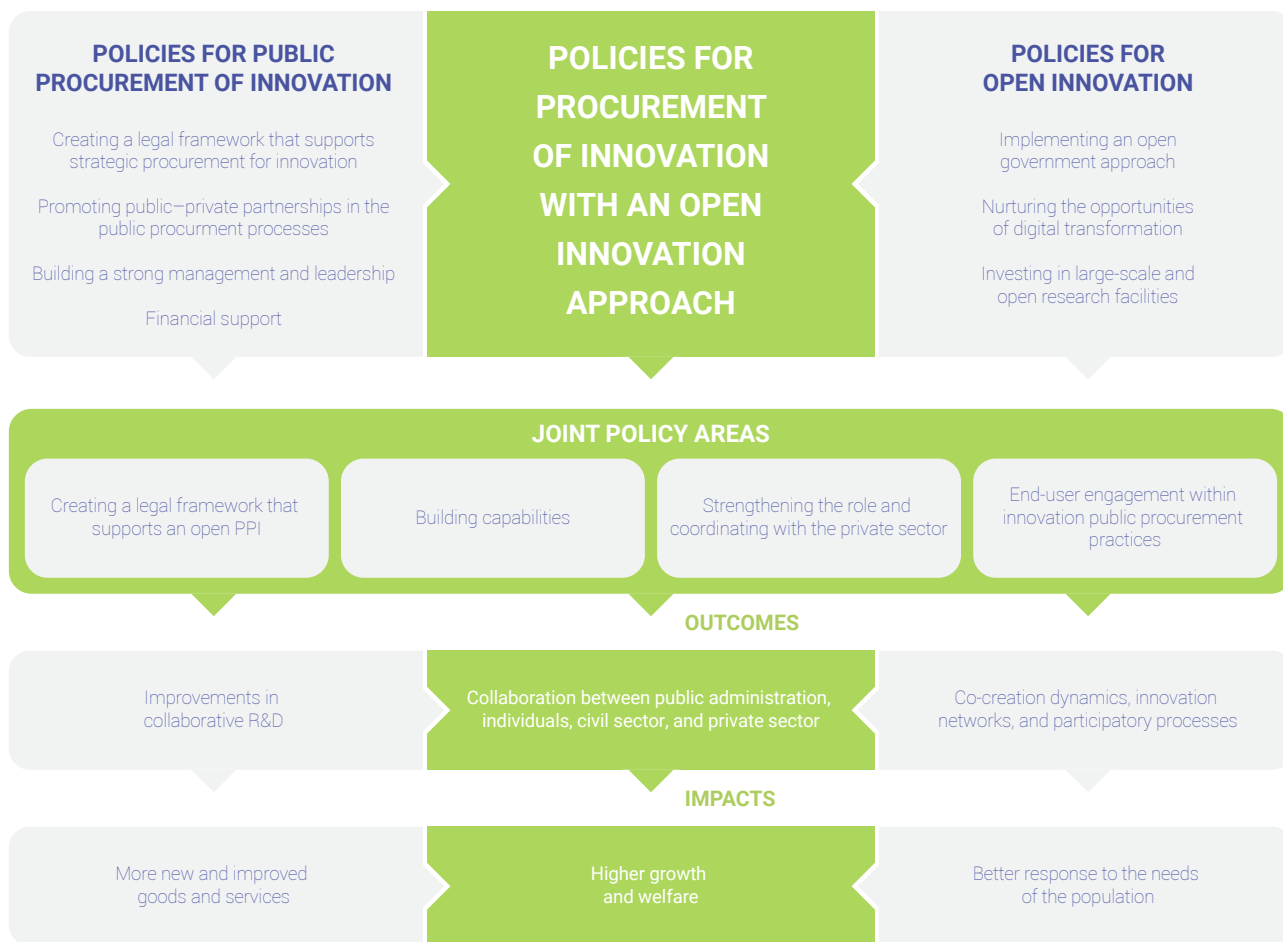 POLICIES FOR PUBLIC
PROCUREMENT OF INNOVATION
Creating a legal framework that supports
strategic procurement for innovation
Promoting public–private partnerships in the
public procurment processes
Building a strong management and leadership
Financial support
POLICIES FOR
PROCUREMENT
OF INNOVATION
WITH AN OPEN
INNOVATION
APPROACH
POLICIES FOR
OPEN INNOVATION
Implementing an open
government approach
Nurturing the opportunities
of digital transformation
Investing in large-scale and
open research facilities
JOINT POLICY AREAS
Creating a legal framework that
supports an open PPI
Building capabilities
Strengthening the role and
coordinating with the private sector
End-user engagement within
innovation public procurement
practices
OUTCOMES
Improvements in
collaborative R&D
Collaboration between public administration,
individuals, civil sector, and private sector
Co-creation dynamics, innovation
networks, and participatory processes
IMPACTS
More new and improved
goods and services
Higher growth
and welfare
Better response to the needs
of the population